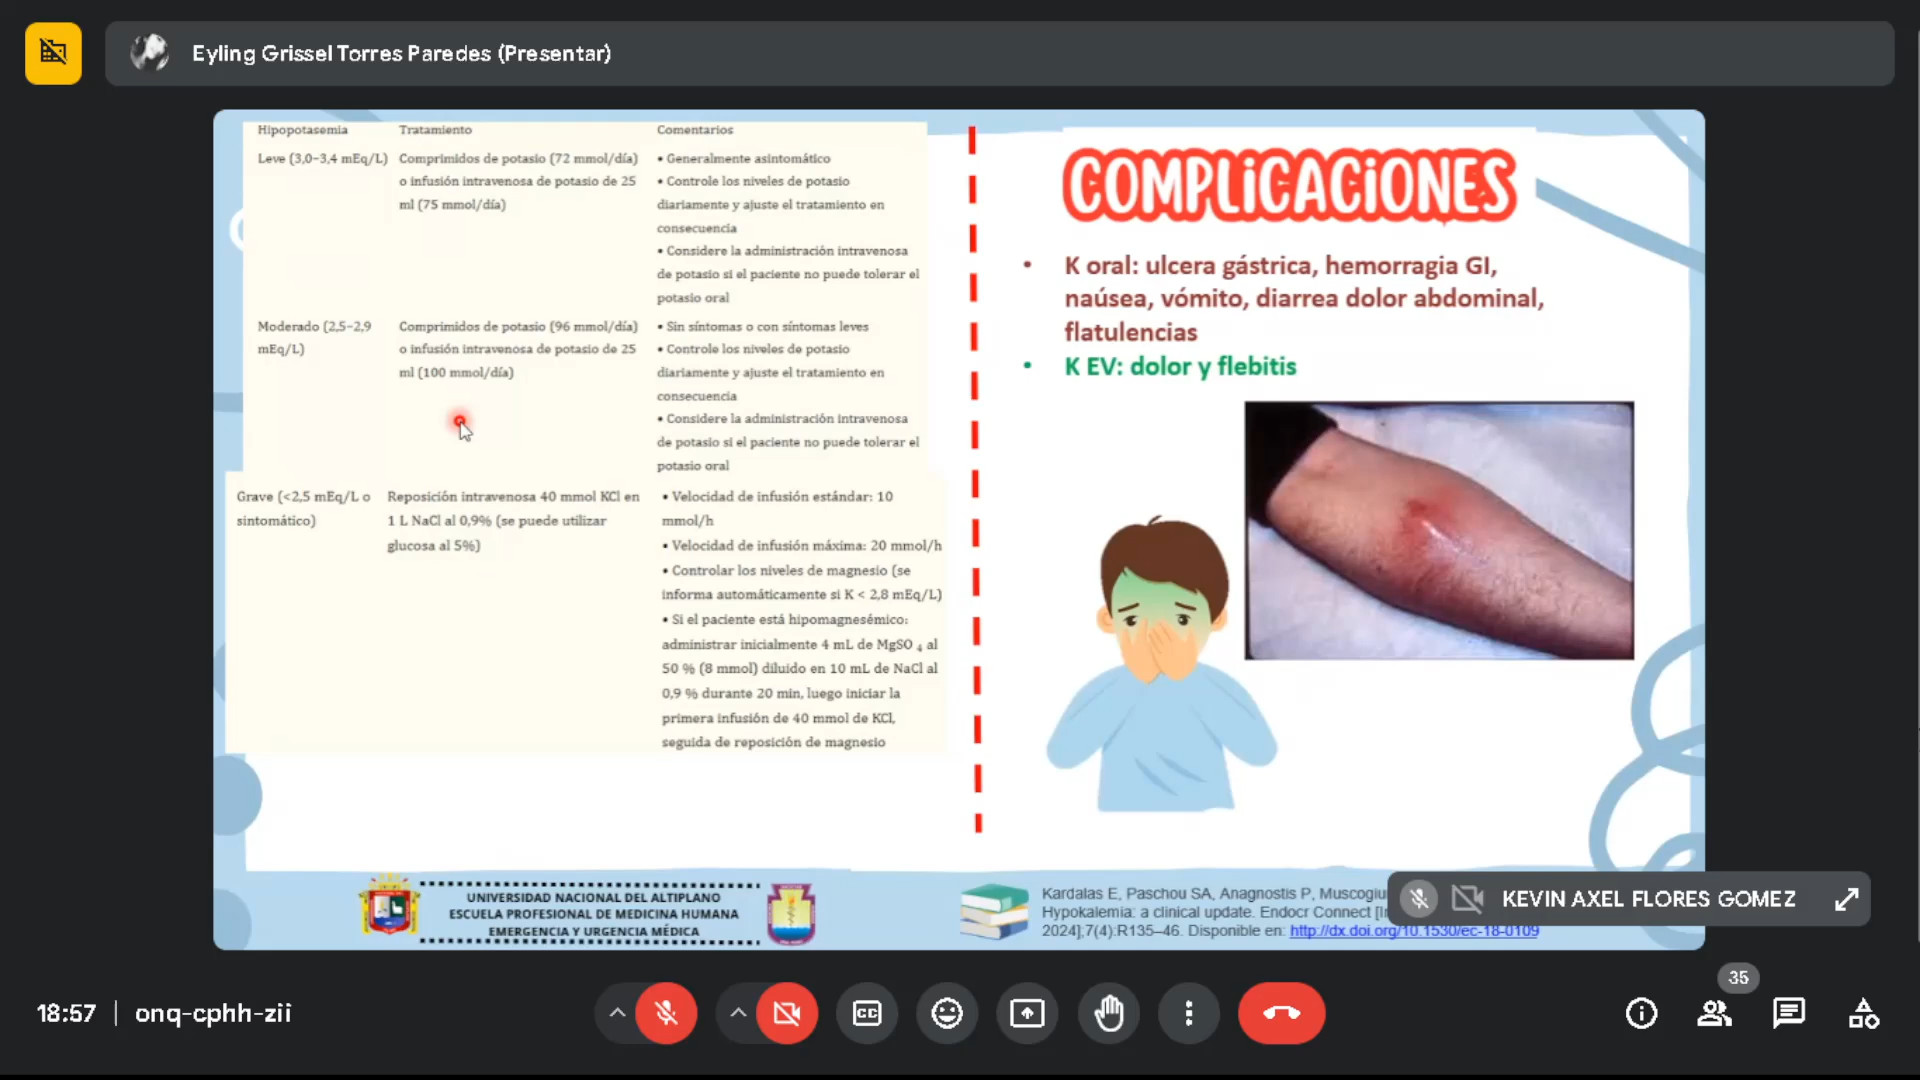 Eyling Grissel Torres Paredes (Presentar)
Hipopotasemia Tratamiento Comentarios
Leve (3,0–3,4 mEq/L) Comprimidos de potasio (72 mmol/día) • Generalmente asintomático
o infusión intravenosa de potasio de 25 • Controle los niveles de potasio
ml (75 mmol/día) diariamente y ajuste el tratamiento en
consecuencia
• Considere la administración intravenosa
de potasio si el paciente no puede tolerar el
potasio oral
Moderado (2,5–2,9 Comprimidos de potasio (96 mmol/día) • Sin síntomas o con síntomas leves
mEq/L) o infusión intravenosa de potasio de 25 • Controle los niveles de potasio
ml (100 mmol/día) diariamente y ajuste el tratamiento en
consecuencia
• Considere la administración intravenosa
de potasio si el paciente no puede tolerar el
potasio oral
Grave (<2,5 mEq/L o Reposición intravenosa 40 mmol KCl en • Velocidad de infusión estándar: 10
sintomático) 1 L NaCl al 0,9% (se puede utilizar mmol/h
glucosa al 5%) • Velocidad de infusión máxima: 20 mmol/h
• Controlar los niveles de magnesio (se
informa automáticamente si K < 2,8 mEq/L)
• Si el paciente está hipomagnesémico:
administrar inicialmente 4 mL de MgSO 4 al
50 % (8 mmol) diluido en 10 mL de NaCl al
0,9 % durante 20 min, luego iniciar la
primera infusión de 40 mmol de KCl,
seguida de reposición de magnesio
COMPLiCACiONES
• K oral: ulcera gástrica, hemorragia GI,
naúsea, vómito, diarrea dolor abdominal,
flatulencias
• K EV: dolor y flebitis
UNIVERSIDAD NACIONAL DEL ALTIPLANO
ESCUELA PROFESIONAL DE MEDICINA HUMANA
EMERGENCIA Y URGENCIA MÉDICA
Kardalas E, Paschou SA, Anagnostis P, Muscogiu
Hypokalemia: a clinical update. Endocr Connect
2024];7(4):R135–46. Disponible en: http://dx.doi.org/10.1530/ec-18-0109
KEVIN AXEL FLORES GOMEZ
18:57 | onq-cphh-zii
CC
35